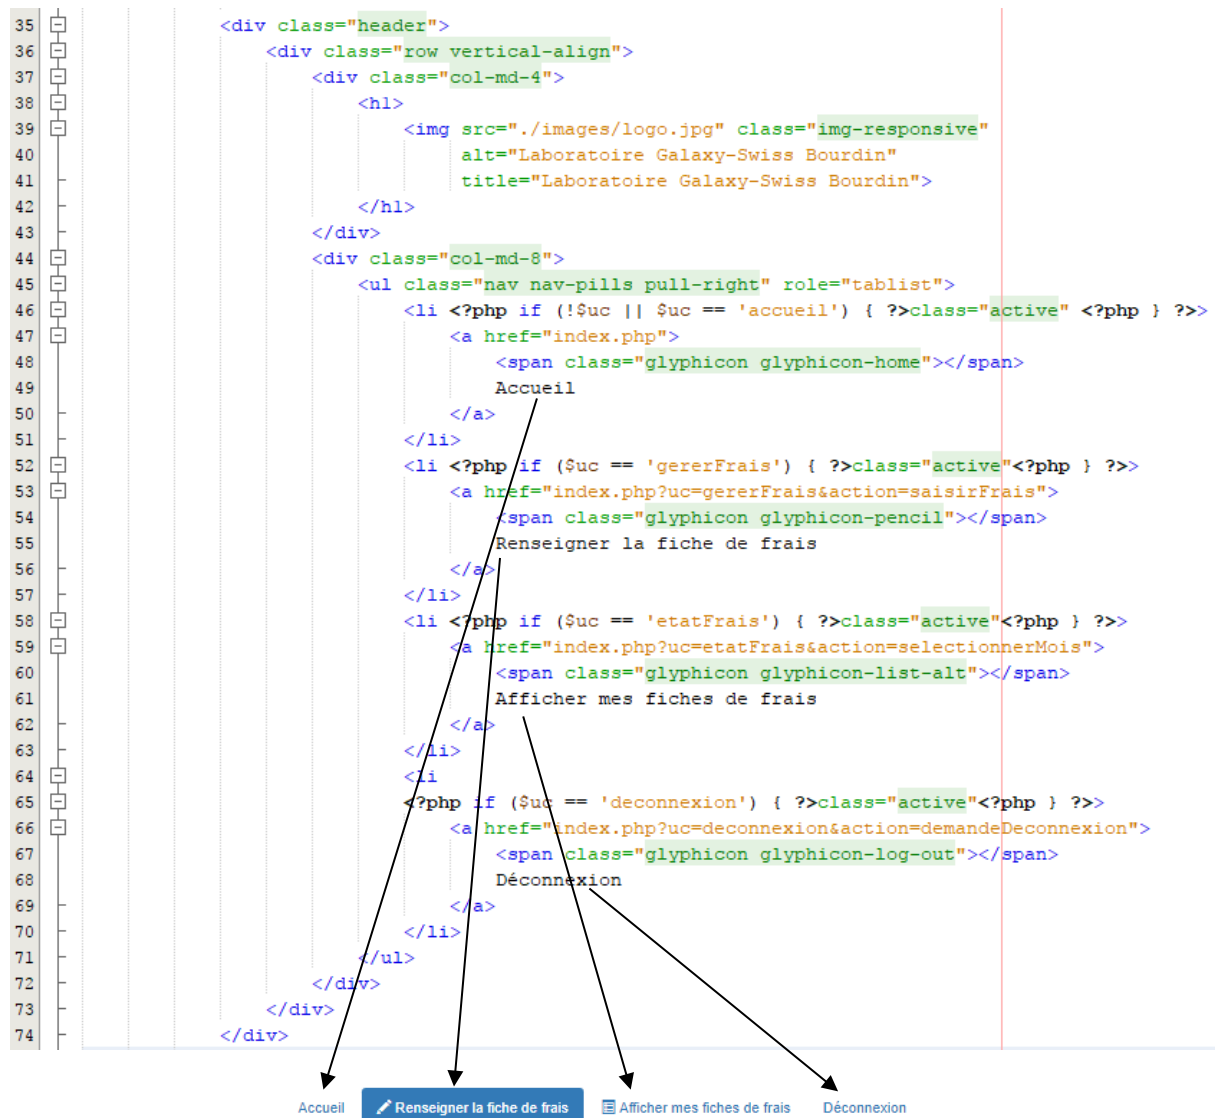 35 <div class="header">
36 <div class="row vertical-align">
37 <div class="col-md-4">
38 <h1>
39 <img src="./images/logo.jpg" class="img-responsive"
40 alt="Laboratoire Galaxy-Swiss Bourdin"
41 title="Laboratoire Galaxy-Swiss Bourdin">
42 </h1>
43 </div>
44 <div class="col-md-8">
45 <ul class="nav nav-pills pull-right" role="tablist">
46 <li <?php if (!$uc || $uc == 'accueil') { ?>class="active" <?php } ?>>
47 <a href="index.php">
48 <span class="glyphicon glyphicon-home"></span>
49 Accueil
50 </a>
51 </li>
52 <li <?php if ($uc == 'gererFrais') { ?>class="active"<?php } ?>>
53 <a href="index.php?uc=gererFrais&action=saisirFrais">
54 <span class="glyphicon glyphicon-pencil"></span>
55 Renseigner la fiche de frais
56 </a>
57 </li>
58 <li <?php if ($uc == 'etatFrais') { ?>class="active"<?php } ?>>
59 <a href="index.php?uc=etatFrais&action=selectionnerMois">
60 <span class="glyphicon glyphicon-list-alt"></span>
61 Afficher mes fiches de frais
62 </a>
63 </li>
64 <li
65 <?php if ($uc == 'deconnexion') { ?>class="active"<?php } ?>>
66 <a href="index.php?uc=deconnexion&action=demandeDeconnexion">
67 <span class="glyphicon glyphicon-log-out"></span>
68 Déconnexion
69 </a>
70 </li>
71 </ul>
72 </div>
73 </div>
74 </div>
Accueil Renseigner la fiche de frais Afficher mes fiches de frais Déconnexion